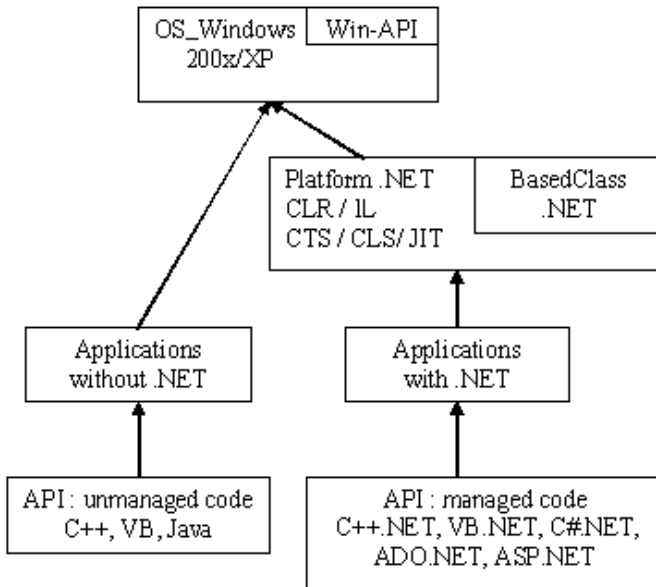 OS_Windows
200x/XP
Win-API
Platform .NET
CLR / IL
CTS / CLS/ JIT
BasedClass
.NET
Applications
without .NET
Applications
with .NET
API : unmanaged code
C++, VB, Java
API : managed code
C++.NET, VB.NET, C#.NET,
ADO.NET, ASP.NET